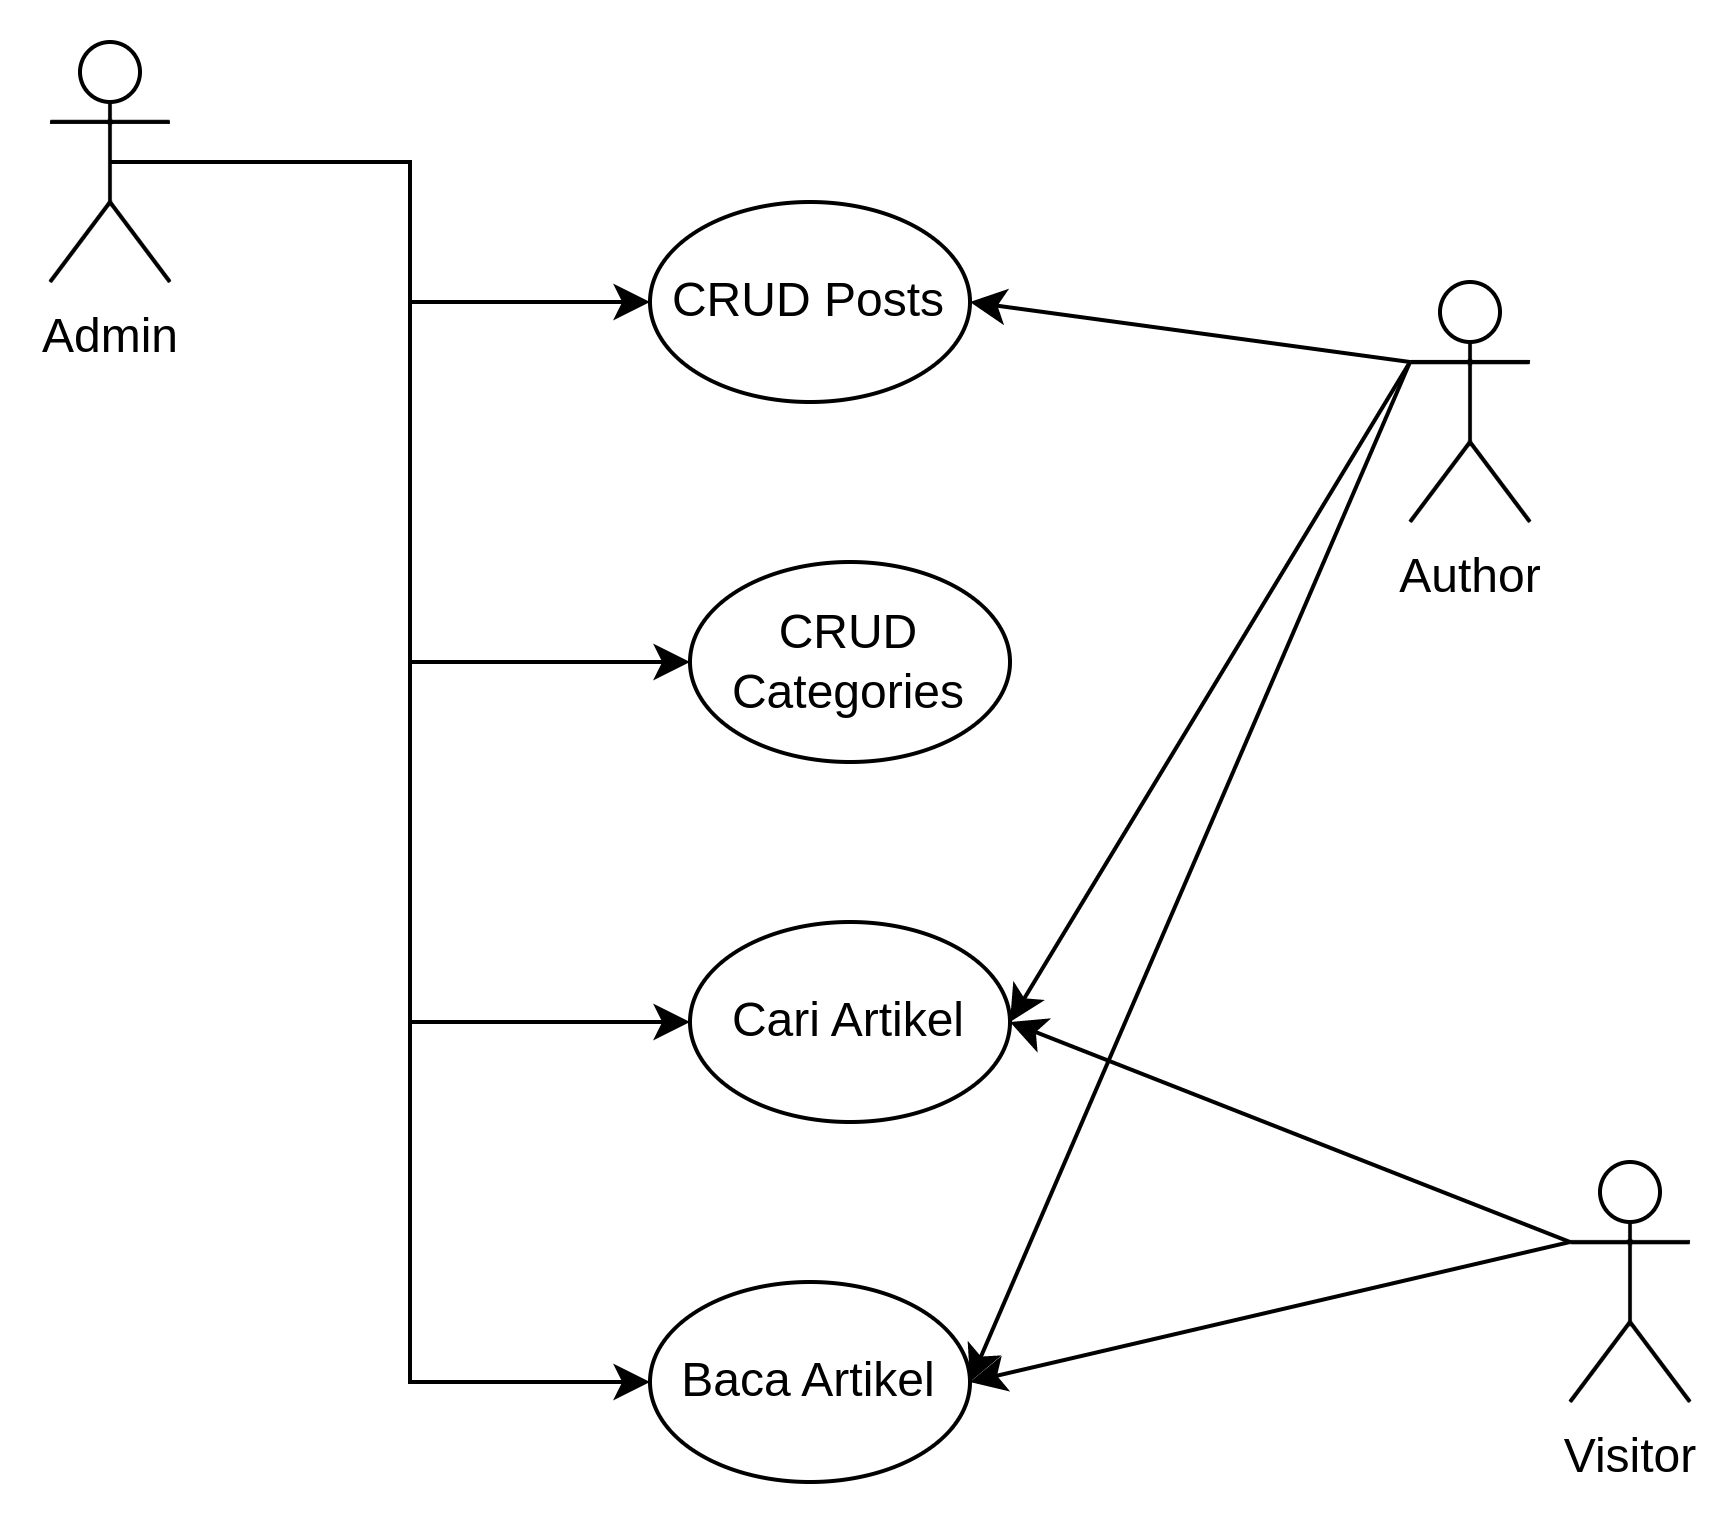 Admin
CRUD Posts
Author
CRUD
Categories
Cari Artikel
Baca Artikel
Visitor